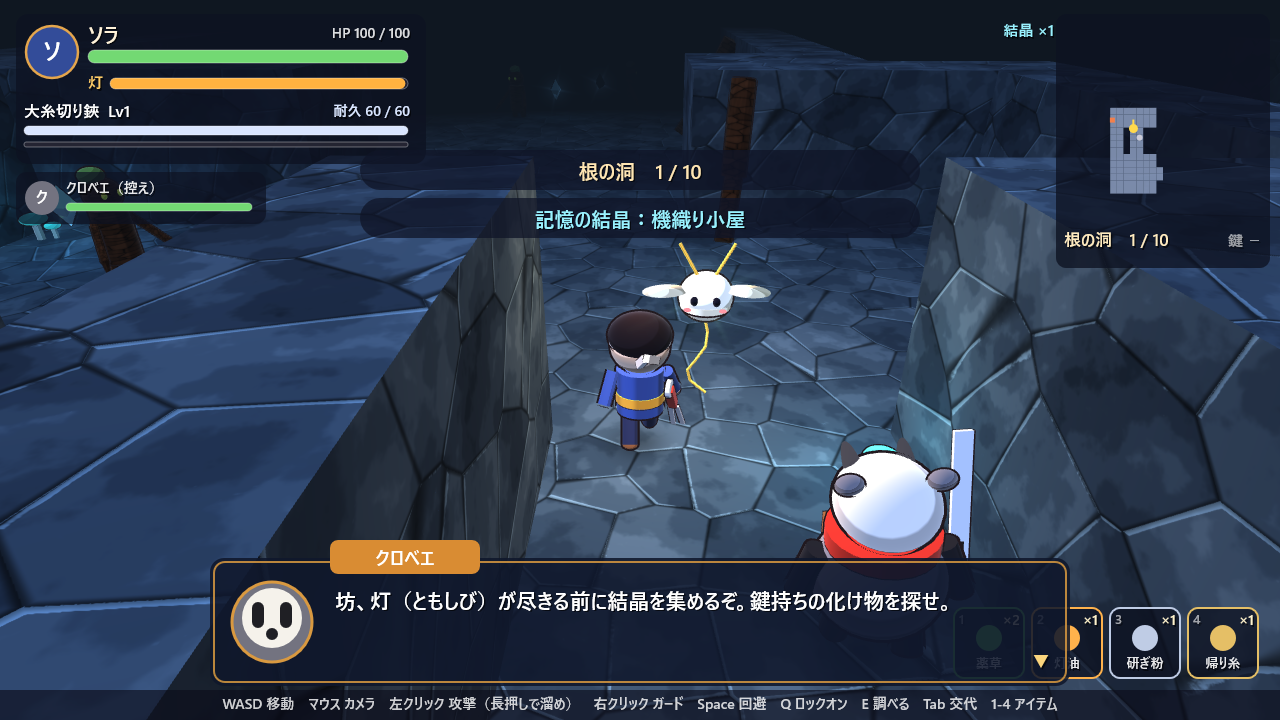 ソ
ソラ
HP 100 / 100
灯
大糸切り鋏 Lv1
耐久 60 / 60
ク
クロベエ（控え）
結晶 ×1
根の洞 1 / 10
記憶の結晶：機織り小屋
根の洞 1 / 10
鍵 –
クロベエ
坊、灯（ともしび）が尽きる前に結晶を集めるぞ。鍵持ちの化け物を探せ。
1 ×2
薬草
2 ×1
灯油
3 ×1
研ぎ粉
4 ×1
帰り糸
WASD 移動 マウス カメラ 左クリック 攻撃（長押しで溜め） 右クリック ガード Space 回避 Q ロックオン E 調べる Tab 交代 1-4 アイテム